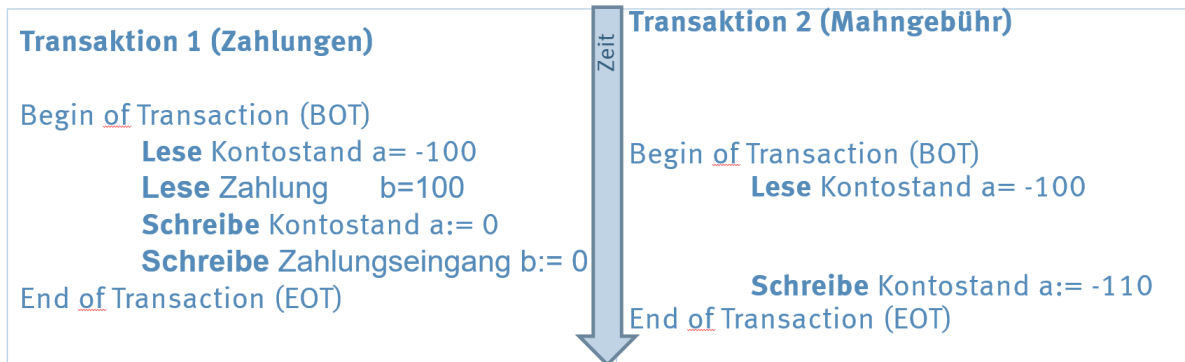 Transaktion 1 (Zahlungen)
Begin of Transaction (BOT)
Lese Kontostand a= -100
Lese Zahlung b=100
Schreibe Kontostand a:= 0
Schreibe Zahlungseingang b:= 0
End of Transaction (EOT)
Zeit
Transaktion 2 (Mahngebühr)
Begin of Transaction (BOT)
Lese Kontostand a= -100
Schreibe Kontostand a:= -110
End of Transaction (EOT)